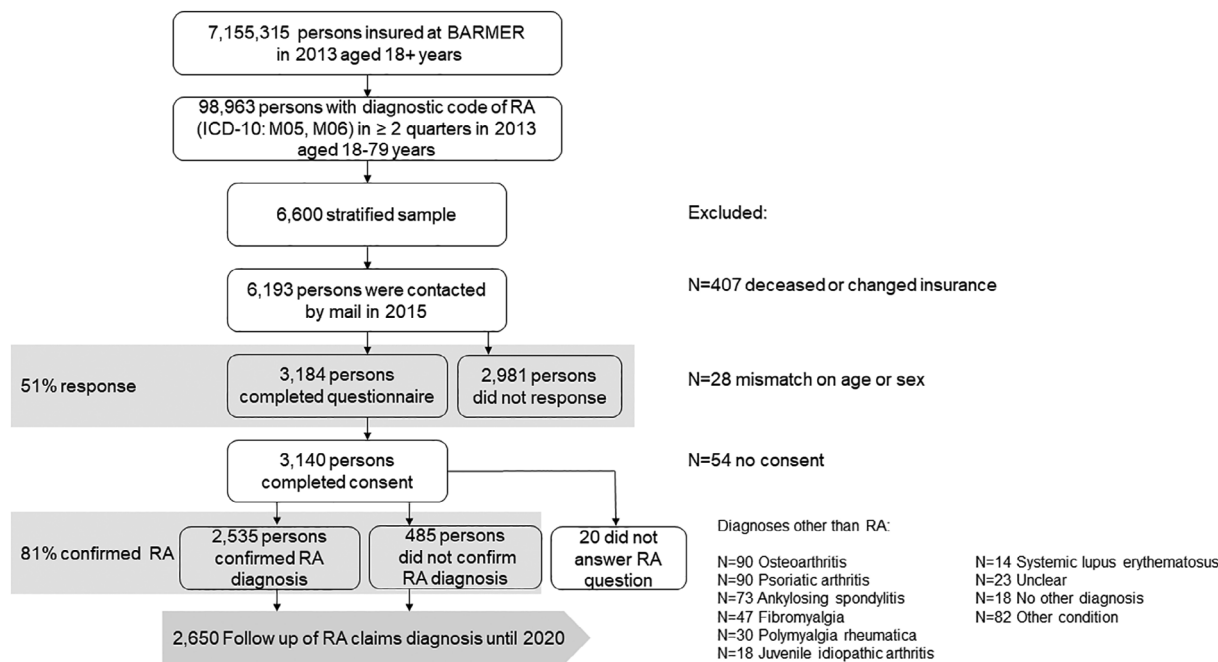 7,155,315 persons insured at BARMER
in 2013 aged 18+ years
98,963 persons with diagnostic code of RA
(ICD-10: M05, M06) in ≥ 2 quarters in 2013
aged 18-79 years
6,600 stratified sample
Excluded:
6,193 persons were contacted
by mail in 2015
N=407 deceased or changed insurance
51% response
3,184 persons
completed questionnaire
2,981 persons
did not response
N=28 mismatch on age or sex
3,140 persons
completed consent
N=54 no consent
81% confirmed RA
2,535 persons
confirmed RA
diagnosis
485 persons
did not confirm
RA diagnosis
20 did not
answer RA
question
2,650 Follow up of RA claims diagnosis until 2020
Diagnoses other than RA:
N=90 Osteoarthritis
N=90 Psoriatic arthritis
N=73 Ankylosing spondylitis
N=47 Fibromyalgia
N=30 Polymyalgia rheumatica
N=18 Juvenile idiopathic arthritis
N=14 Systemic lupus erythematosus
N=23 Unclear
N=18 No other diagnosis
N=82 Other condition